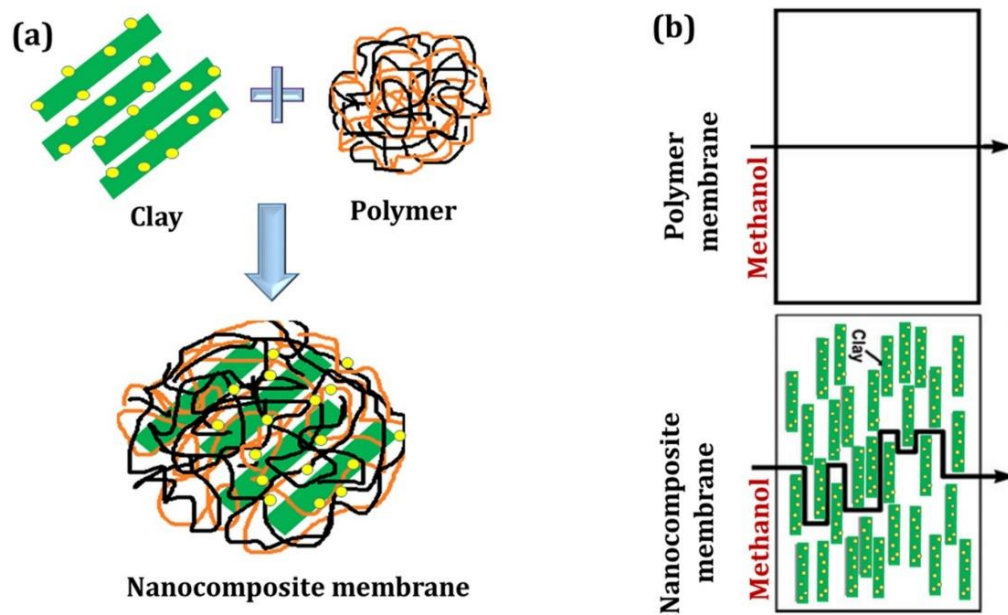 (a)
Clay
Polymer
Nanocomposite membrane
(b)
Polymer
membrane
Methanol
Clay
Nanocomposite
membrane
Methanol